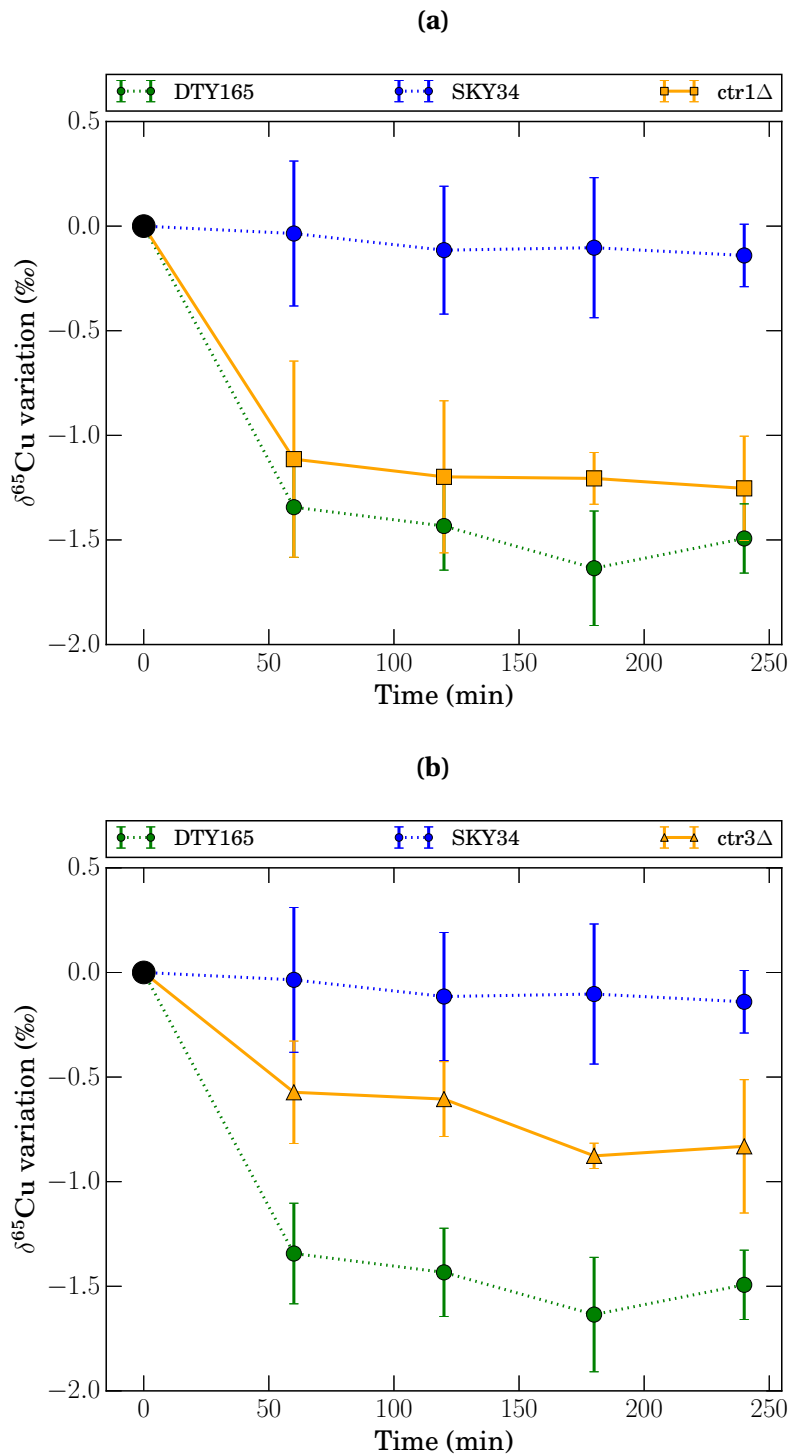 (a)
DTY165 SKY34 ctr1Δ
0.5
0.0
−0.5
−1.0
−1.5
−2.0
δ⁶⁵Cu variation (‰)
0 50 100 150 200 250
Time (min)
(b)
DTY165 SKY34 ctr3Δ
0.5
0.0
−0.5
−1.0
−1.5
−2.0
δ⁶⁵Cu variation (‰)
0 50 100 150 200 250
Time (min)